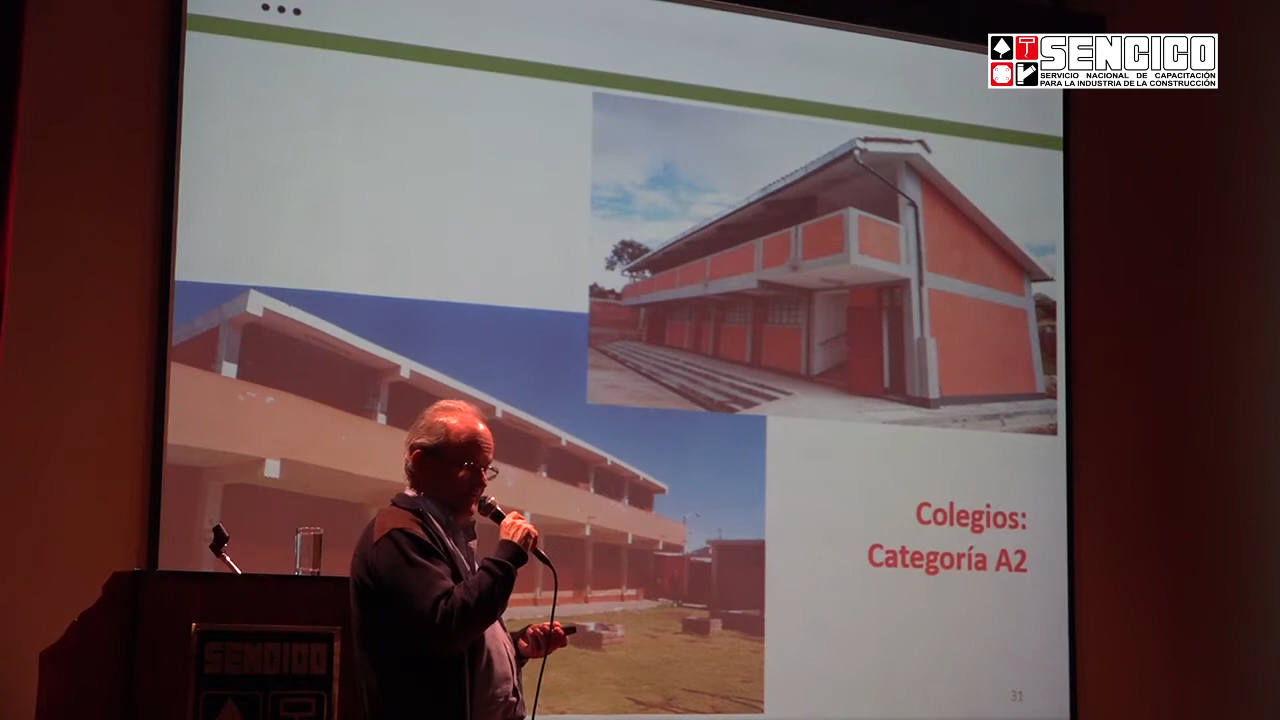 SENCICO
SERVICIO NACIONAL DE CAPACITACIÓN
PARA LA INDUSTRIA DE LA CONSTRUCCIÓN
Colegios:
Categoría A2
31
SENCICO